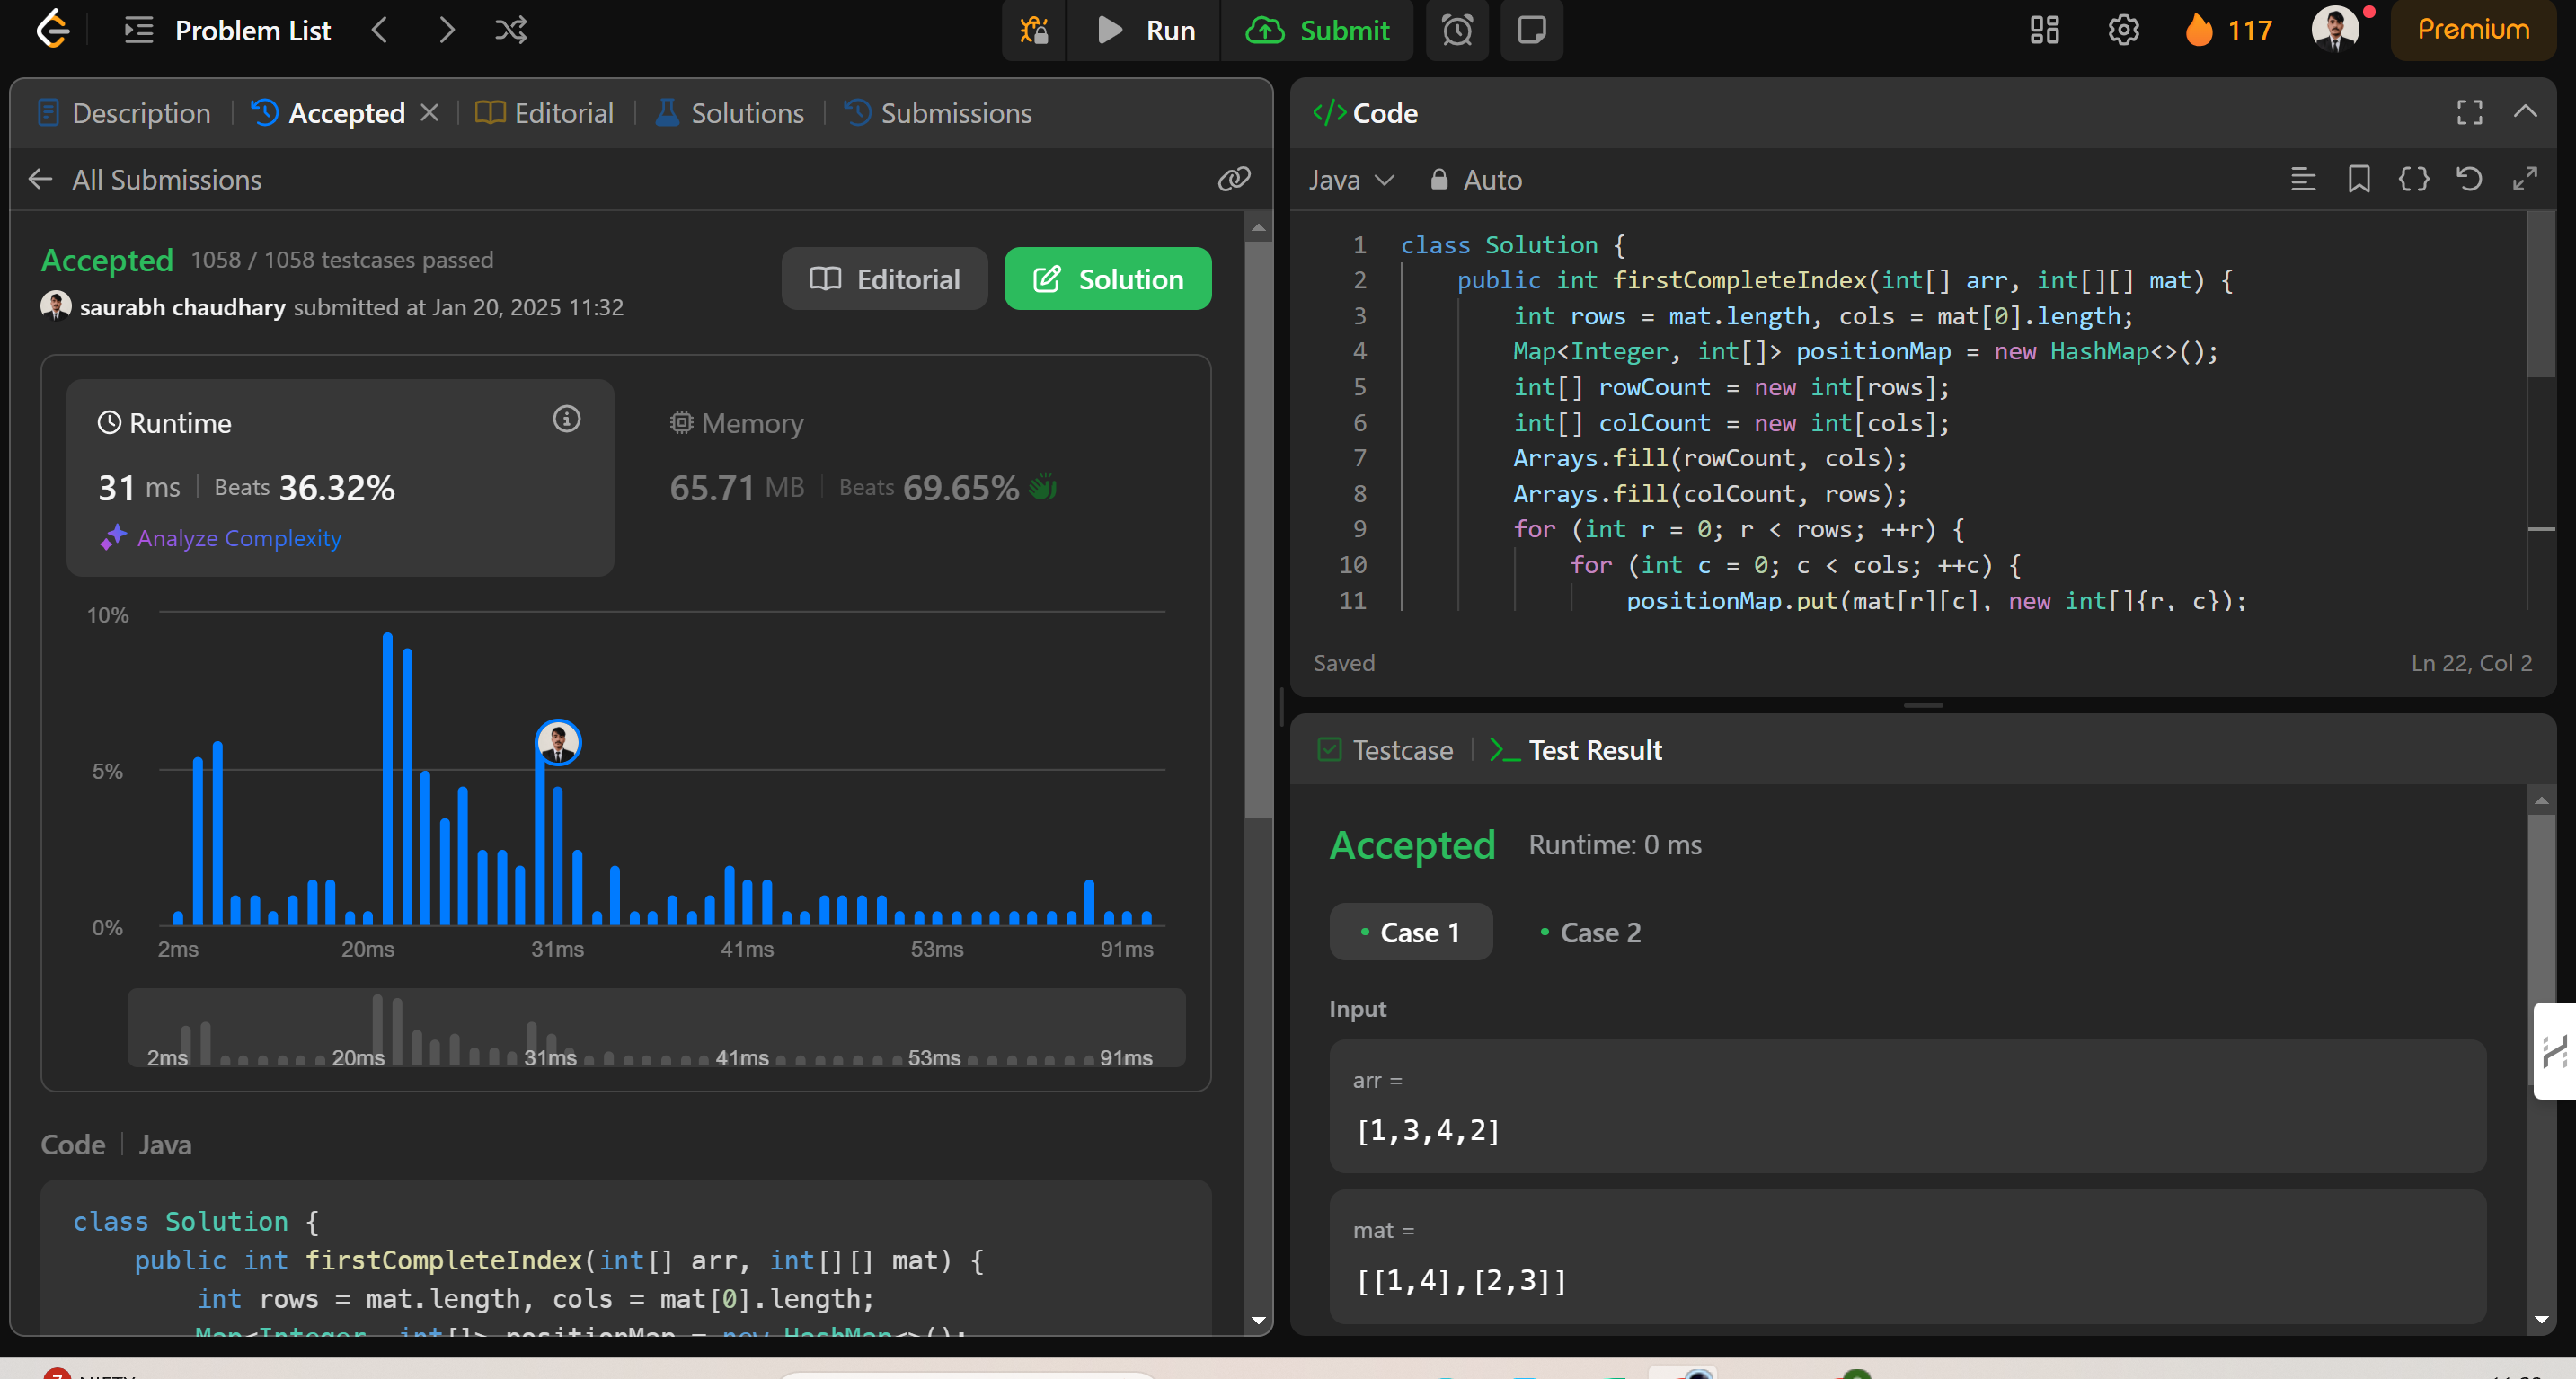 Problem List
Run
Submit
117
Premium
Description
Accepted
Editorial
Solutions
Submissions
All Submissions
Accepted 1058 / 1058 testcases passed
saurabh chaudhary submitted at Jan 20, 2025 11:32
Editorial
Solution
Runtime
31 ms Beats 36.32%
Analyze Complexity
Memory
65.71 MB Beats 69.65%
10%
5%
0%
2ms 20ms 31ms 41ms 53ms 91ms
2ms 20ms 31ms 41ms 53ms 91ms
Code Java
class Solution {
public int firstCompleteIndex(int[] arr, int[][] mat) {
int rows = mat.length, cols = mat[0].length;
Map<Integer, int[]> positionMap = new HashMap<>();
</> Code
Java Auto
1 class Solution {
2 public int firstCompleteIndex(int[] arr, int[][] mat) {
3 int rows = mat.length, cols = mat[0].length;
4 Map<Integer, int[]> positionMap = new HashMap<>();
5 int[] rowCount = new int[rows];
6 int[] colCount = new int[cols];
7 Arrays.fill(rowCount, cols);
8 Arrays.fill(colCount, rows);
9 for (int r = 0; r < rows; ++r) {
10 for (int c = 0; c < cols; ++c) {
11 positionMap.put(mat[r][c], new int[]{r, c});
Saved
Ln 22, Col 2
Testcase
Test Result
Accepted Runtime: 0 ms
Case 1
Case 2
Input
arr =
[1,3,4,2]
mat =
[[1,4],[2,3]]